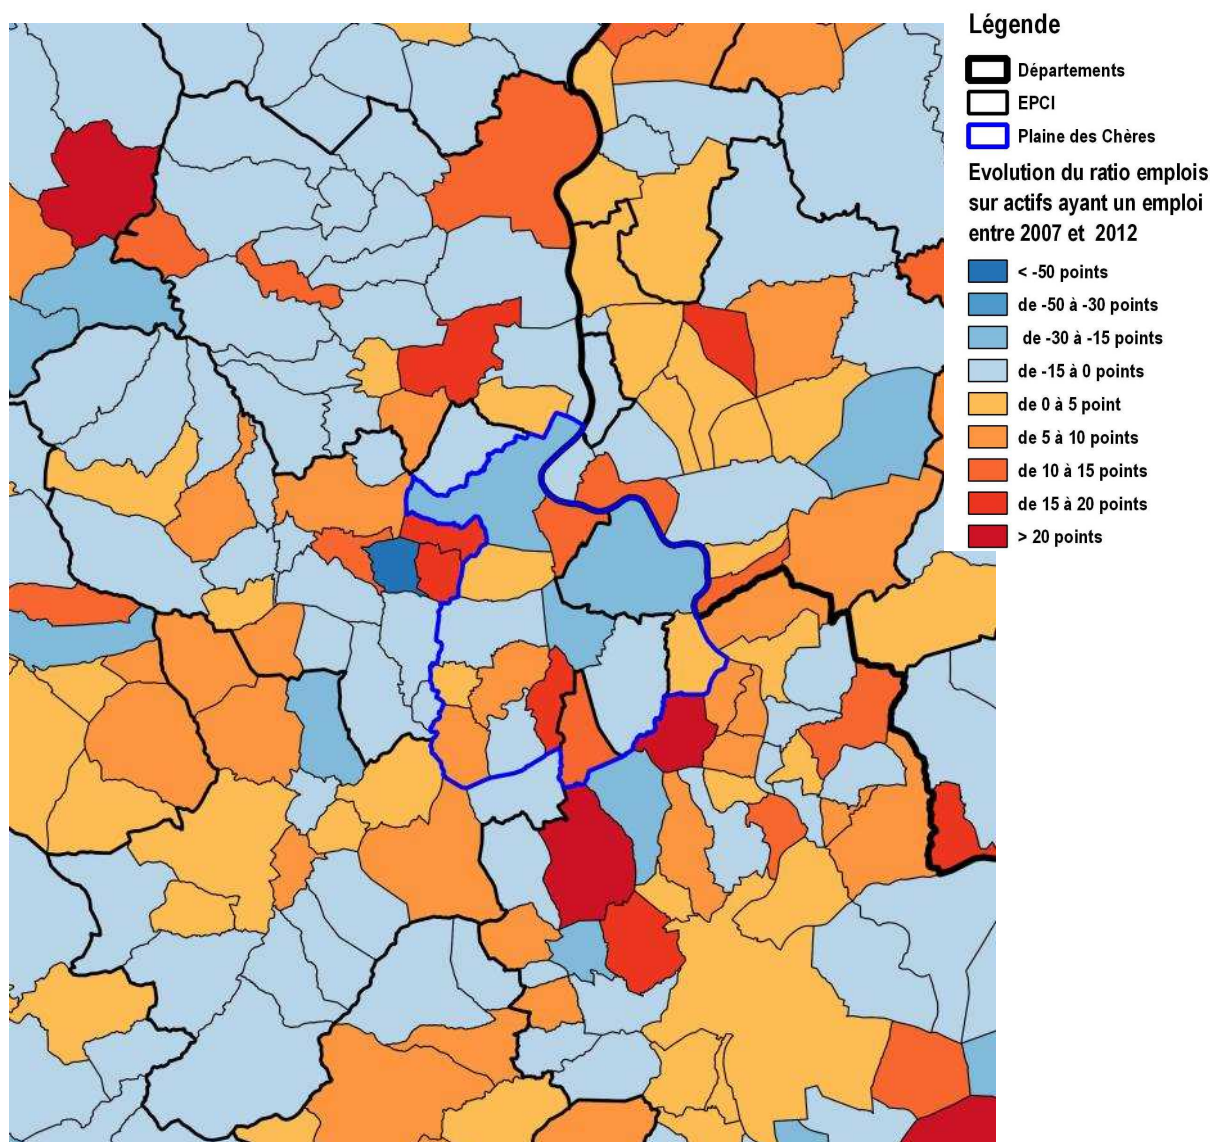 Légende
Départements
EPCI
Plaine des Chères
Evolution du ratio emplois
sur actifs ayant un emploi
entre 2007 et 2012
< -50 points
de -50 à -30 points
de -30 à -15 points
de -15 à 0 points
de 0 à 5 point
de 5 à 10 points
de 10 à 15 points
de 15 à 20 points
> 20 points